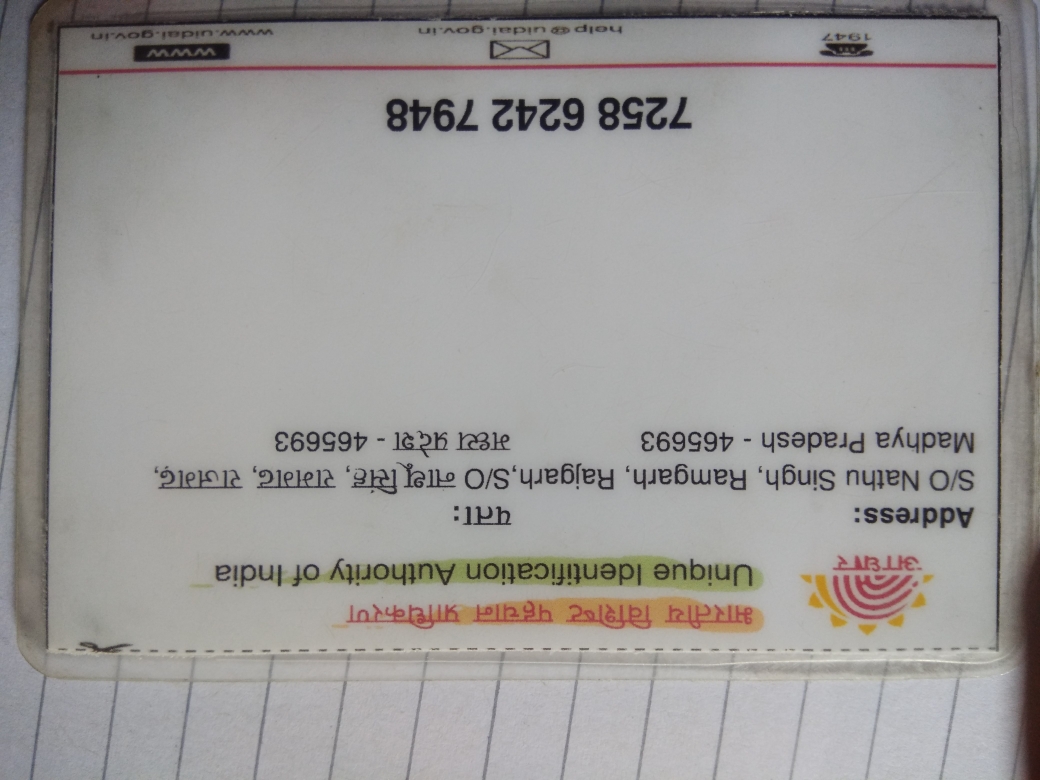 भारतीय विशिष्ट पहचान प्राधिकरण
Unique Identification Authority of India
आधार
Address:
S/O Nathu Singh, Ramgarh, Rajgarh,
Madhya Pradesh - 465693
पता:
S/O नाथू सिंह, रामगढ, राजगढ,
मध्य प्रदेश - 465693
7258 6242 7948
1947
help@uidai.gov.in
www
www.uidai.gov.in